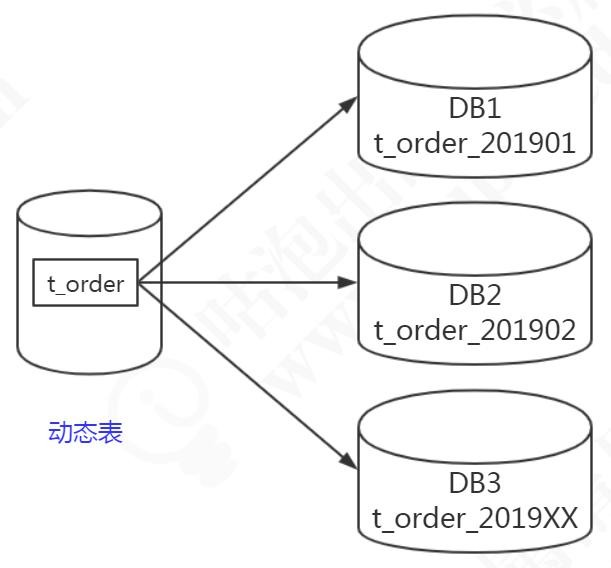 t_order
动态表
DB1
t_order_201901
DB2
t_order_201902
DB3
t_order_2019XX